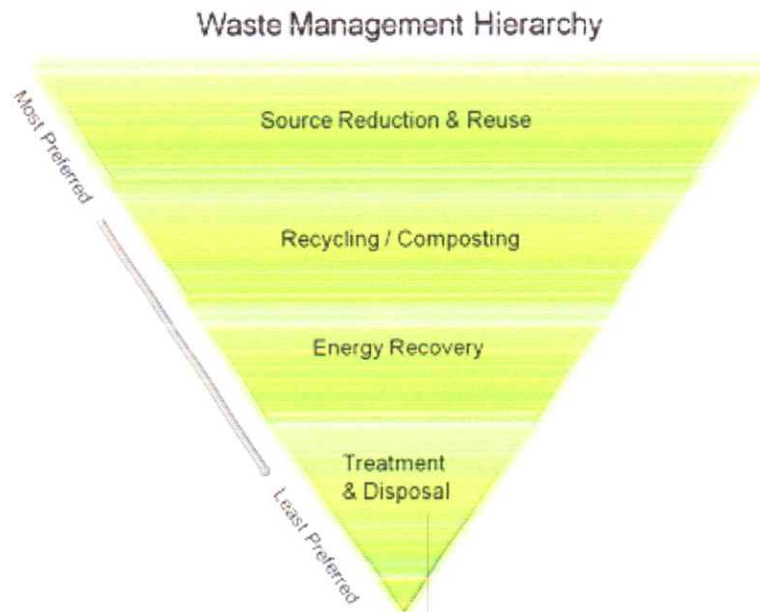 Waste Management Hierarchy
Most Preferred
Source Reduction & Reuse
Recycling / Composting
Energy Recovery
Treatment
& Disposal
Least Preferred